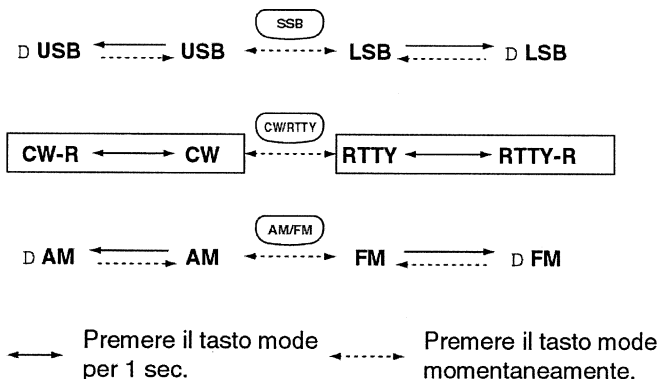 SSB
D USB USB LSB D LSB
CW/RTTY
CW-R CW RTTY RTTY-R
AM/FM
D AM AM FM D FM
Premere il tasto mode per 1 sec.
Premere il tasto mode momentaneamente.